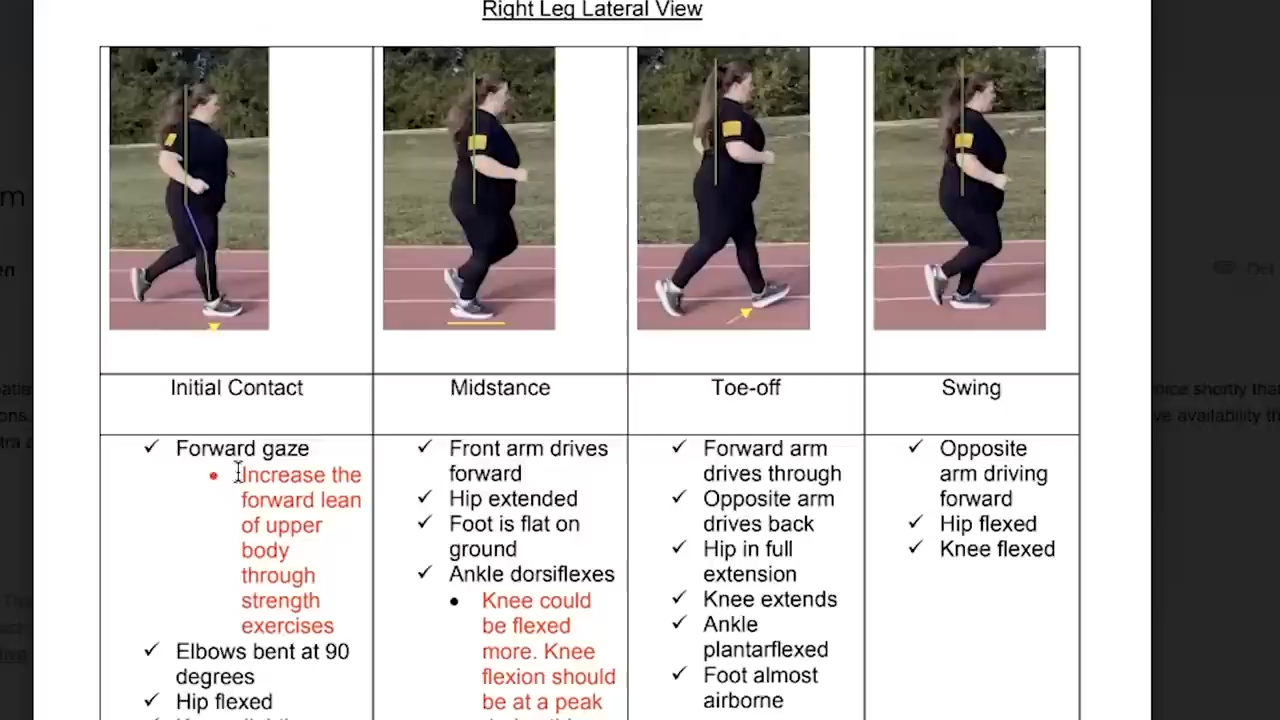 Right Leg Lateral View
Initial Contact
Midstance
Toe-off
Swing
✓ Forward gaze
• Increase the
forward lean
of upper
body
through
strength
exercises
✓ Elbows bent at 90
degrees
✓ Hip flexed
✓ Front arm drives
forward
✓ Hip extended
✓ Foot is flat on
ground
✓ Ankle dorsiflexes
• Knee could
be flexed
more. Knee
flexion should
be at a peak
✓ Forward arm
drives through
✓ Opposite arm
drives back
✓ Hip in full
extension
✓ Knee extends
✓ Ankle
plantarflexed
✓ Foot almost
airborne
✓ Opposite
arm driving
forward
✓ Hip flexed
✓ Knee flexed